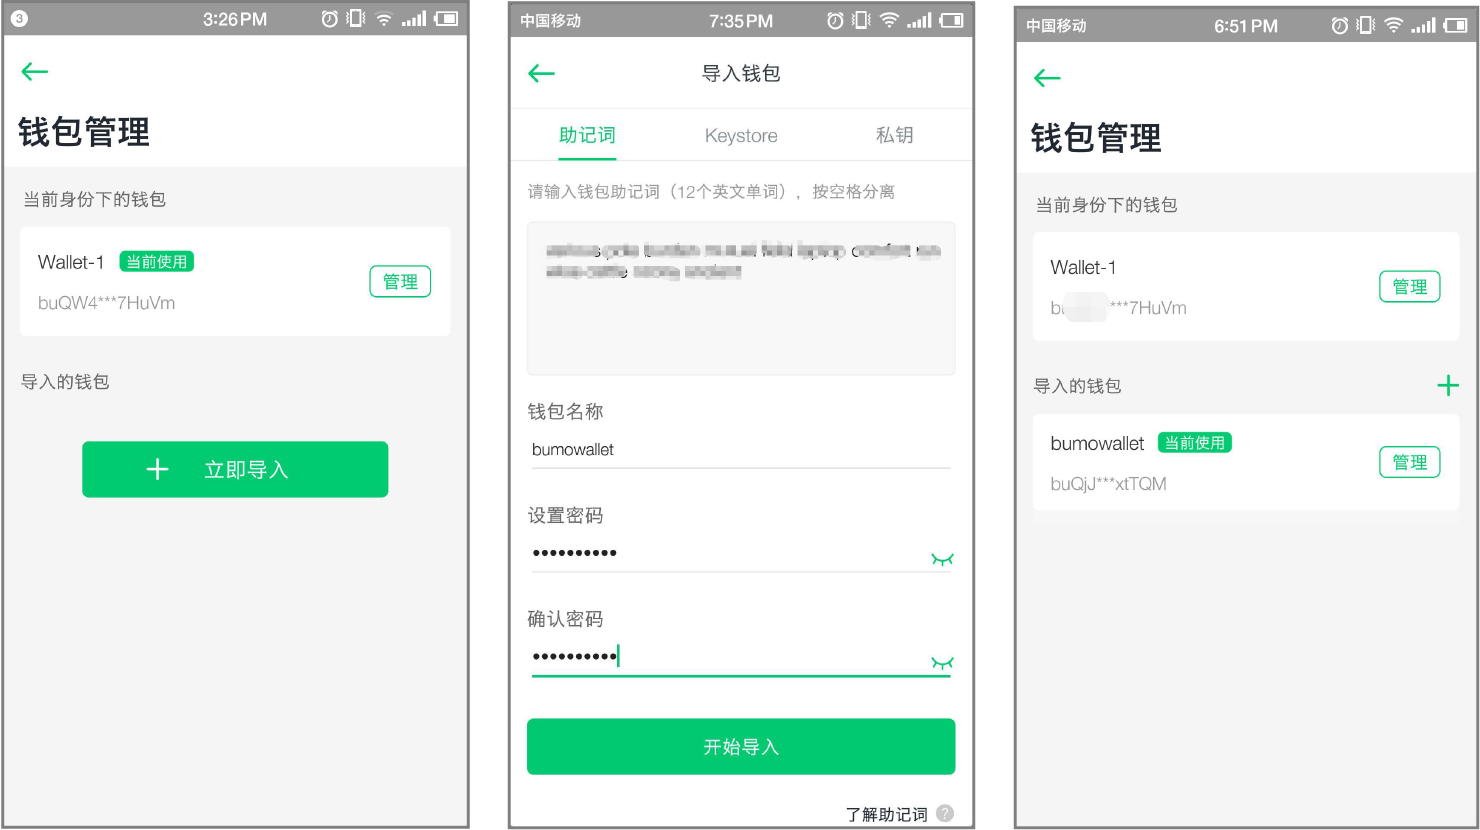 3
3:26PM
钱包管理
当前身份下的钱包
Wallet-1 当前使用
管理
buQW4***7HuVm
导入的钱包
+ 立即导入
中国移动 7:35PM
导入钱包
助记词 Keystore 私钥
请输入钱包助记词（12个英文单词），按空格分离
钱包名称
bumowallet
设置密码
••••••••••
确认密码
••••••••••
开始导入
了解助记词 ?
中国移动 6:51PM
钱包管理
当前身份下的钱包
Wallet-1
管理
***7HuVm
导入的钱包 +
bumowallet 当前使用
管理
buQjJ***xtTQM